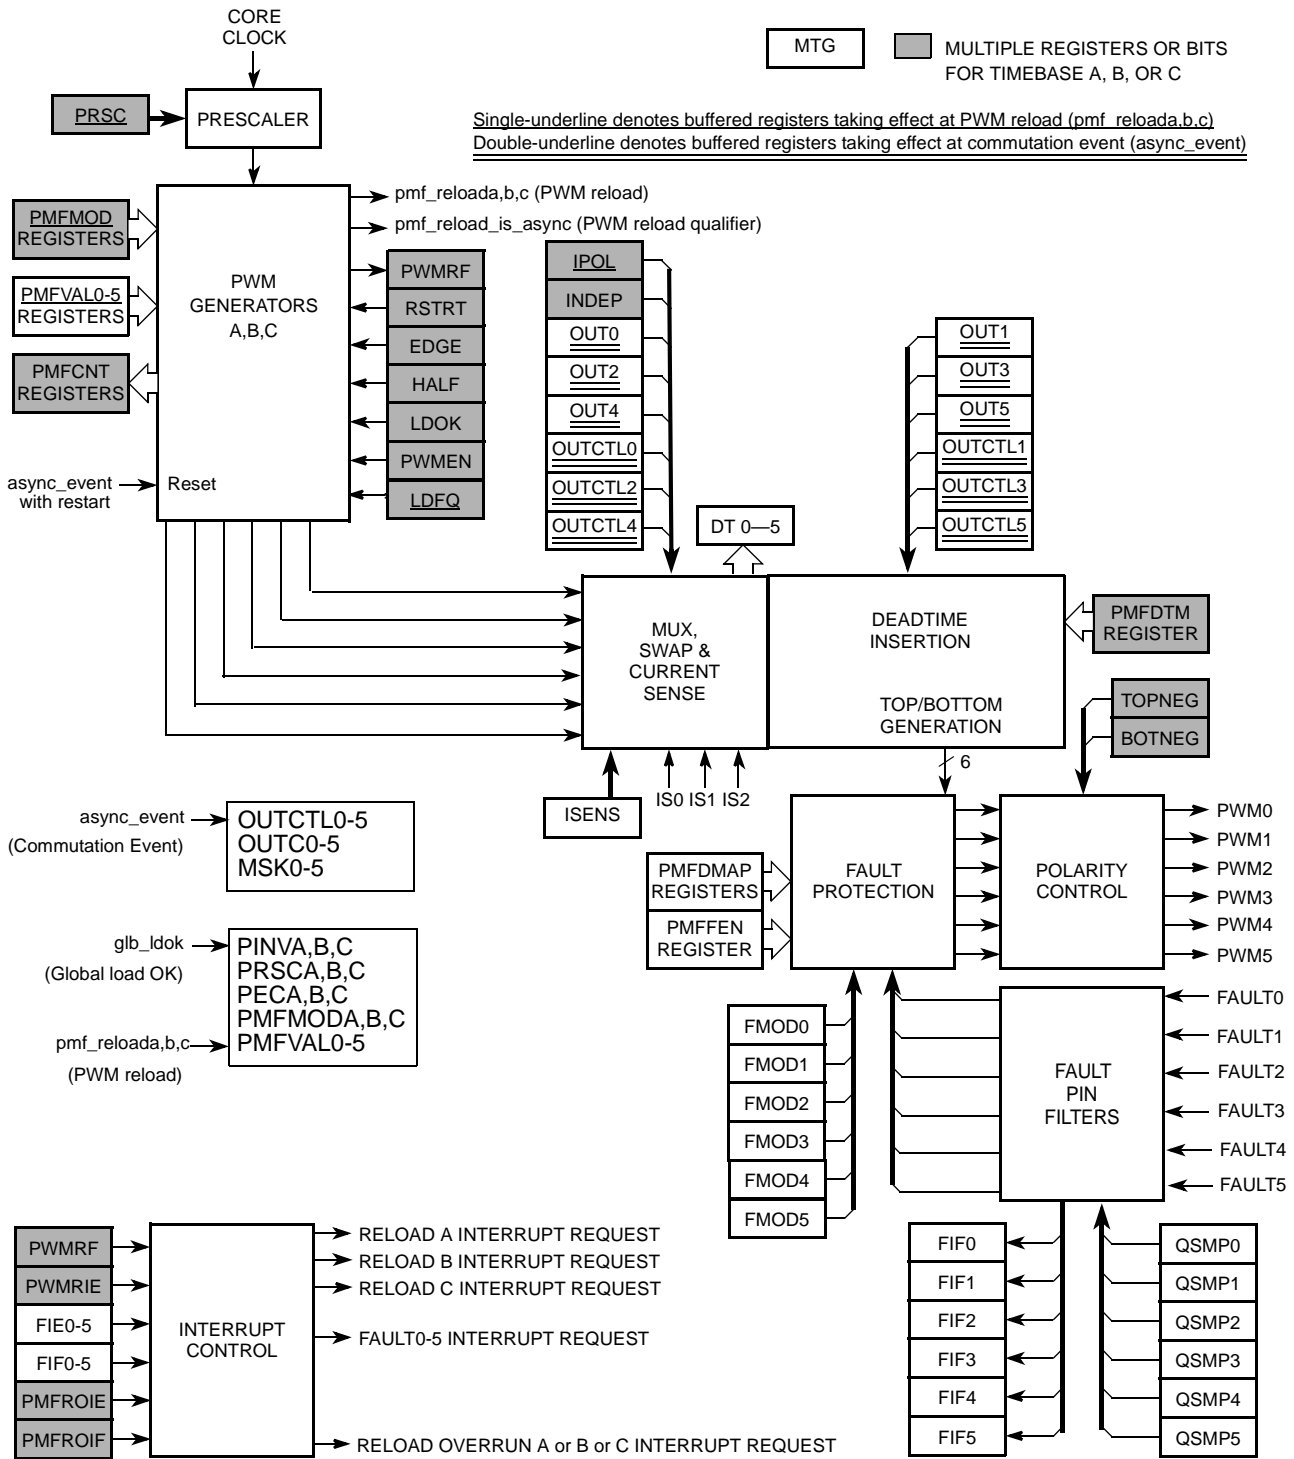 CORE
CLOCK
MTG
MULTIPLE REGISTERS OR BITS
FOR TIMEBASE A, B, OR C
PRSC
PRESCALER
Single-underline denotes buffered registers taking effect at PWM reload (pmf_reloada,b,c)
Double-underline denotes buffered registers taking effect at commutation event (async_event)
pmf_reloada,b,c (PWM reload)
pmf_reload_is_async (PWM reload qualifier)
PMFMOD
REGISTERS
PMFVAL0-5
REGISTERS
PMFCNT
REGISTERS
PWM
GENERATORS
A,B,C
async_event
with restart
Reset
PWMRF
RSTRT
EDGE
HALF
LDOK
PWMEN
LDFQ
IPOL
INDEP
OUT0
OUT2
OUT4
OUTCTL0
OUTCTL2
OUTCTL4
DT 0—5
OUT1
OUT3
OUT5
OUTCTL1
OUTCTL3
OUTCTL5
MUX,
SWAP &
CURRENT
SENSE
DEADTIME
INSERTION
TOP/BOTTOM
GENERATION
PMFDTM
REGISTER
TOPNEG
BOTNEG
6
ISENS
IS0 IS1 IS2
async_event
(Commutation Event)
OUTCTL0-5
OUTC0-5
MSK0-5
PMFDMAP
REGISTERS
PMFFEN
REGISTER
FAULT
PROTECTION
POLARITY
CONTROL
PWM0
PWM1
PWM2
PWM3
PWM4
PWM5
glb_ldok
(Global load OK)
pmf_reloada,b,c
(PWM reload)
PINVA,B,C
PRSCA,B,C
PECA,B,C
PMFMODA,B,C
PMFVAL0-5
FMOD0
FMOD1
FMOD2
FMOD3
FMOD4
FMOD5
FAULT
PIN
FILTERS
FAULT0
FAULT1
FAULT2
FAULT3
FAULT4
FAULT5
FIF0
FIF1
FIF2
FIF3
FIF4
FIF5
QSMP0
QSMP1
QSMP2
QSMP3
QSMP4
QSMP5
PWMRF
PWMRIE
FIE0-5
FIF0-5
PMFROIE
PMFROIF
INTERRUPT
CONTROL
RELOAD A INTERRUPT REQUEST
RELOAD B INTERRUPT REQUEST
RELOAD C INTERRUPT REQUEST
FAULT0-5 INTERRUPT REQUEST
RELOAD OVERRUN A or B or C INTERRUPT REQUEST